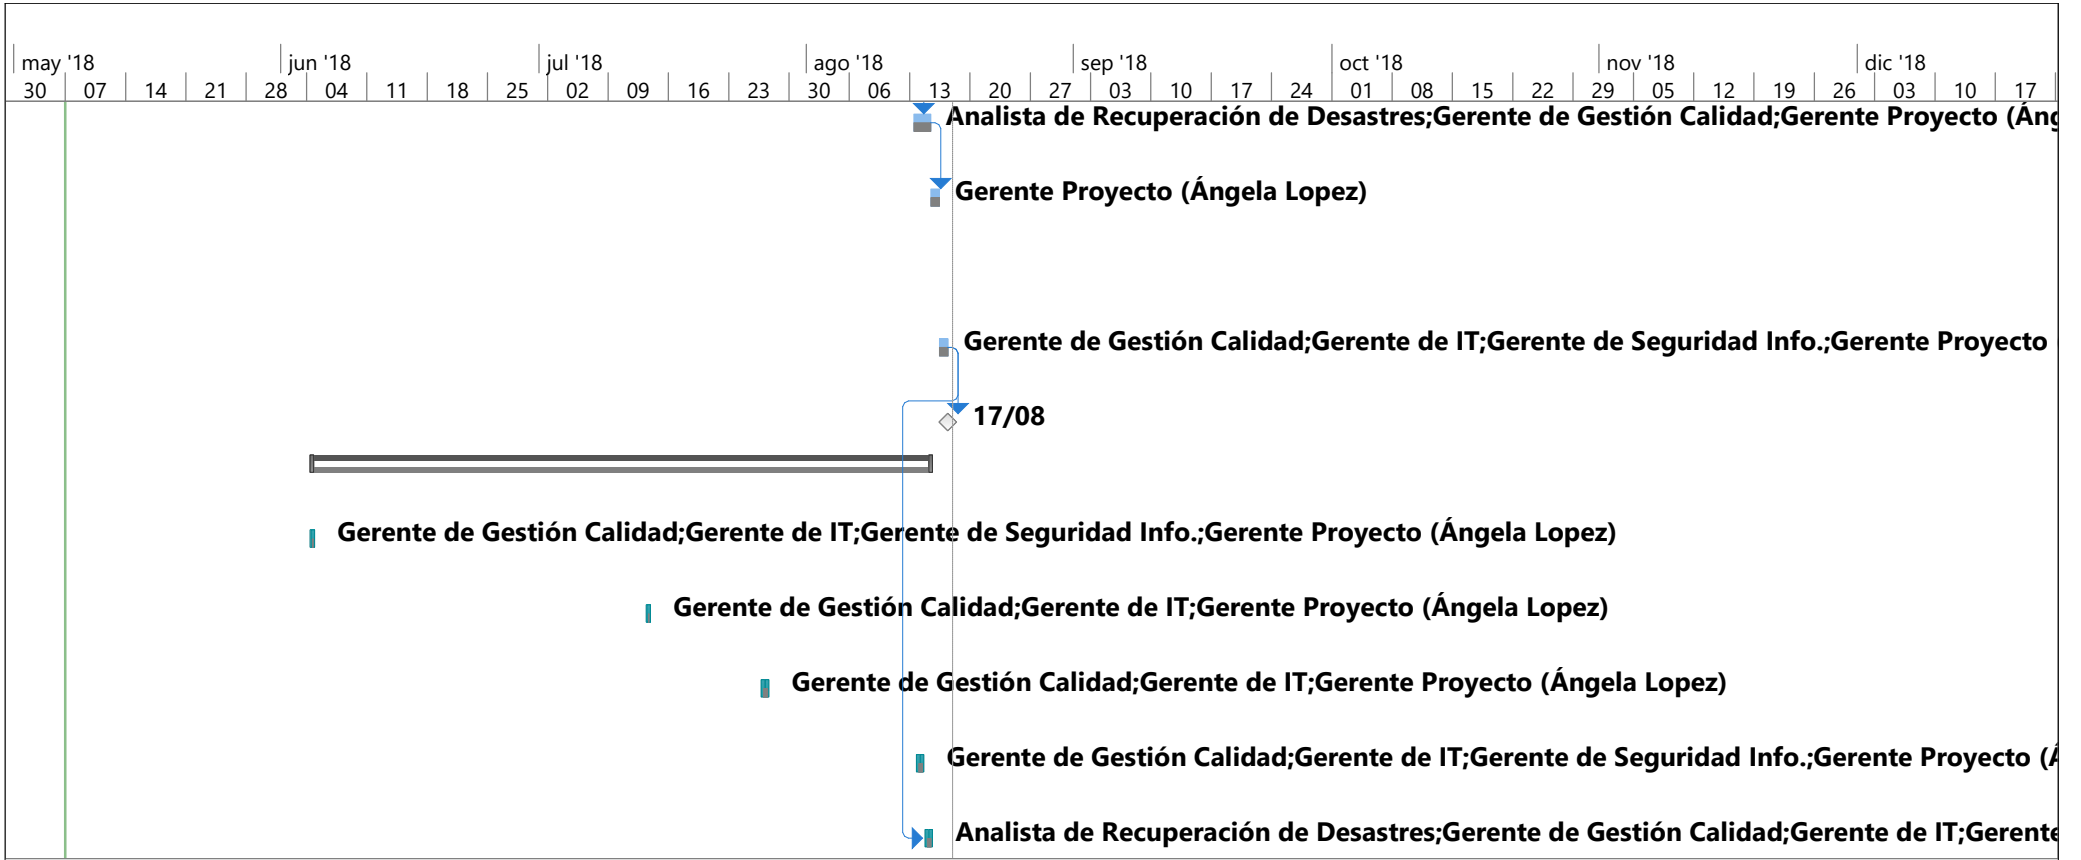 may '18 jun '18 jul '18 ago '18 sep '18 oct '18 nov '18 dic '18
30 07 14 21 28 04 11 18 25 02 09 16 23 30 06 13 20 27 03 10 17 24 01 08 15 22 29 05 12 19 26 03 10 17
Analista de Recuperación de Desastres;Gerente de Gestión Calidad;Gerente Proyecto (Áng
Gerente Proyecto (Ángela Lopez)
Gerente de Gestión Calidad;Gerente de IT;Gerente de Seguridad Info.;Gerente Proyecto
17/08
Gerente de Gestión Calidad;Gerente de IT;Gerente de Seguridad Info.;Gerente Proyecto (Ángela Lopez)
Gerente de Gestión Calidad;Gerente de IT;Gerente Proyecto (Ángela Lopez)
Gerente de Gestión Calidad;Gerente de IT;Gerente Proyecto (Ángela Lopez)
Gerente de Gestión Calidad;Gerente de IT;Gerente de Seguridad Info.;Gerente Proyecto (Á
Analista de Recuperación de Desastres;Gerente de Gestión Calidad;Gerente de IT;Gerente